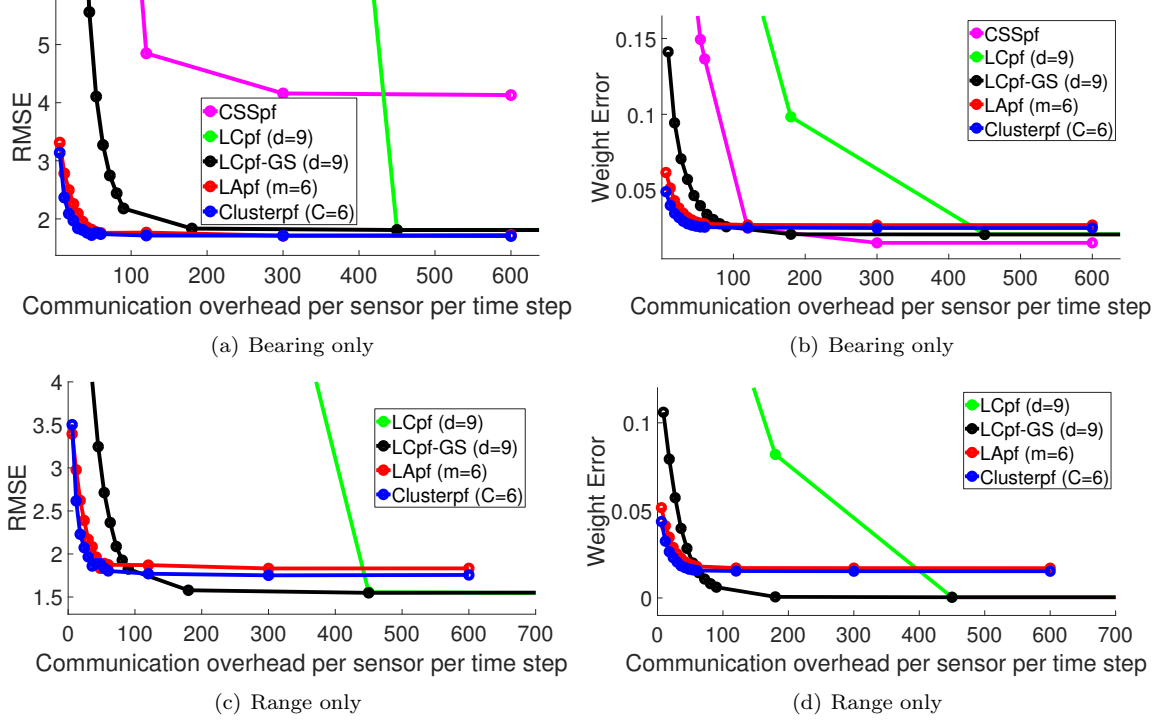 5
4
3
2
RMSE
CSSpf
LCpf (d=9)
LCpf-GS (d=9)
LApf (m=6)
Clusterpf (C=6)
100 200 300 400 500 600
Communication overhead per sensor per time step
(a) Bearing only
0.15
0.1
0.05
Weight Error
CSSpf
LCpf (d=9)
LCpf-GS (d=9)
LApf (m=6)
Clusterpf (C=6)
100 200 300 400 500 600
Communication overhead per sensor per time step
(b) Bearing only
4
3.5
3
2.5
2
1.5
RMSE
LCpf (d=9)
LCpf-GS (d=9)
LApf (m=6)
Clusterpf (C=6)
0 100 200 300 400 500 600 700
Communication overhead per sensor per time step
(c) Range only
0.1
0.05
0
Weight Error
LCpf (d=9)
LCpf-GS (d=9)
LApf (m=6)
Clusterpf (C=6)
0 100 200 300 400 500 600 700
Communication overhead per sensor per time step
(d) Range only